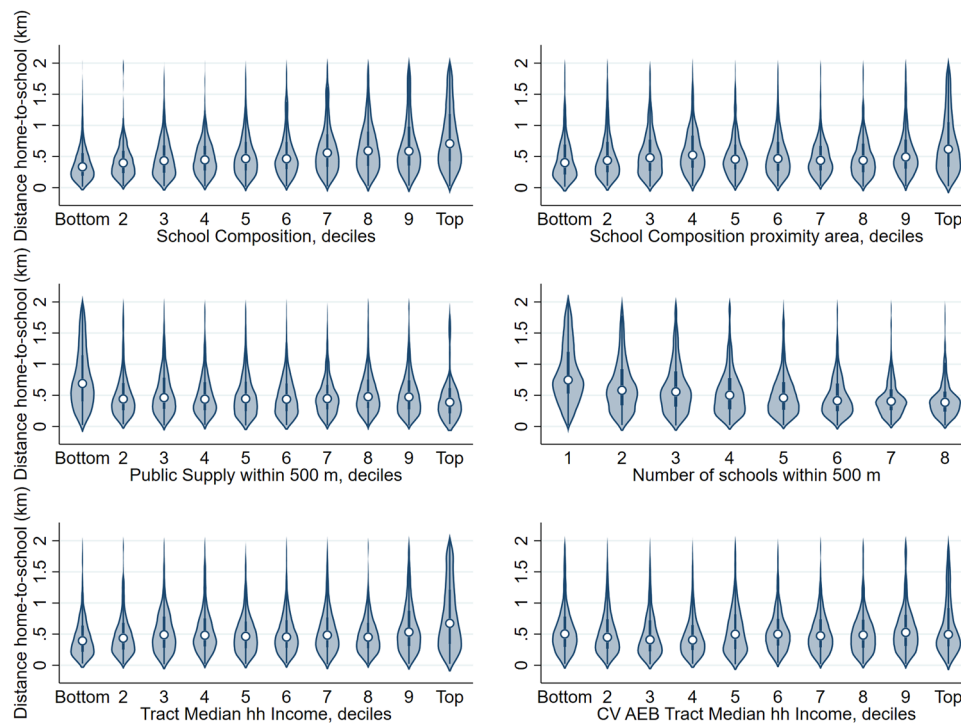 Distance home-to-school (km)
2
1.5
1
.5
0
Bottom 2 3 4 5 6 7 8 9 Top
School Composition, deciles
2
1.5
1
.5
0
Bottom 2 3 4 5 6 7 8 9 Top
School Composition proximity area, deciles
Distance home-to-school (km)
2
1.5
1
.5
0
Bottom 2 3 4 5 6 7 8 9 Top
Public Supply within 500 m, deciles
2
1.5
1
.5
0
1 2 3 4 5 6 7 8
Number of schools within 500 m
Distance home-to-school (km)
2
1.5
1
.5
0
Bottom 2 3 4 5 6 7 8 9 Top
Tract Median hh Income, deciles
2
1.5
1
.5
0
Bottom 2 3 4 5 6 7 8 9 Top
CV AEB Tract Median hh Income, deciles